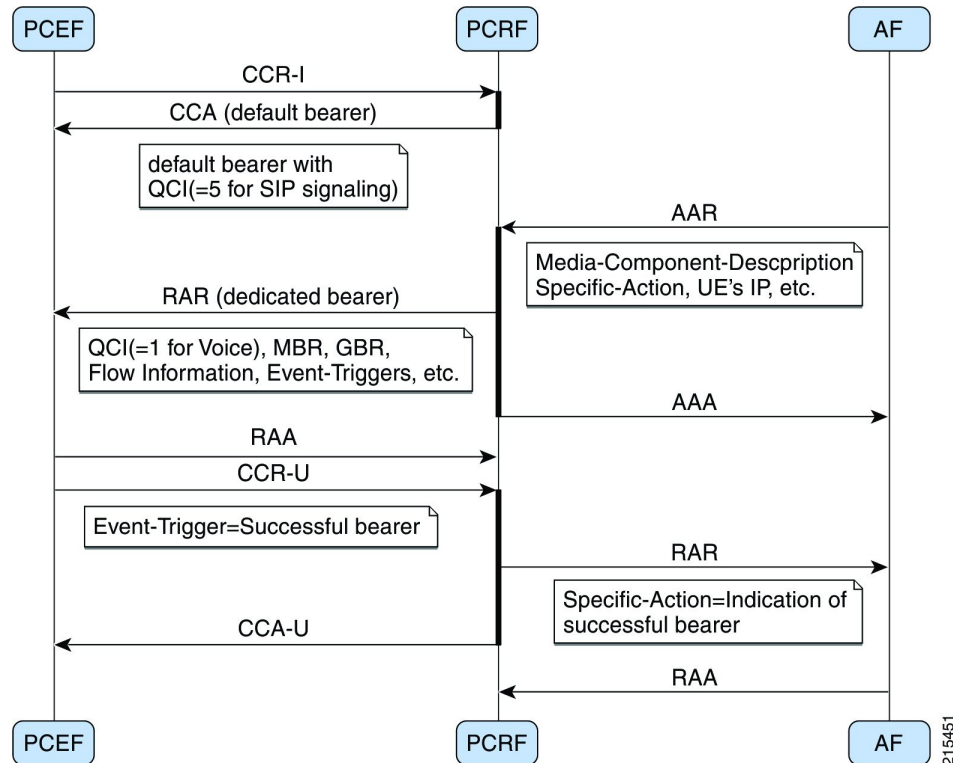 PCEF
PCRF
AF
CCR-I
CCA (default bearer)
default bearer with
QCI(=5 for SIP signaling)
AAR
Media-Component-Descpription
Specific-Action, UE's IP, etc.
RAR (dedicated bearer)
QCI(=1 for Voice), MBR, GBR,
Flow Information, Event-Triggers, etc.
AAA
RAA
CCR-U
Event-Trigger=Successful bearer
RAR
Specific-Action=Indication of
successful bearer
CCA-U
RAA
PCEF
PCRF
AF
215451